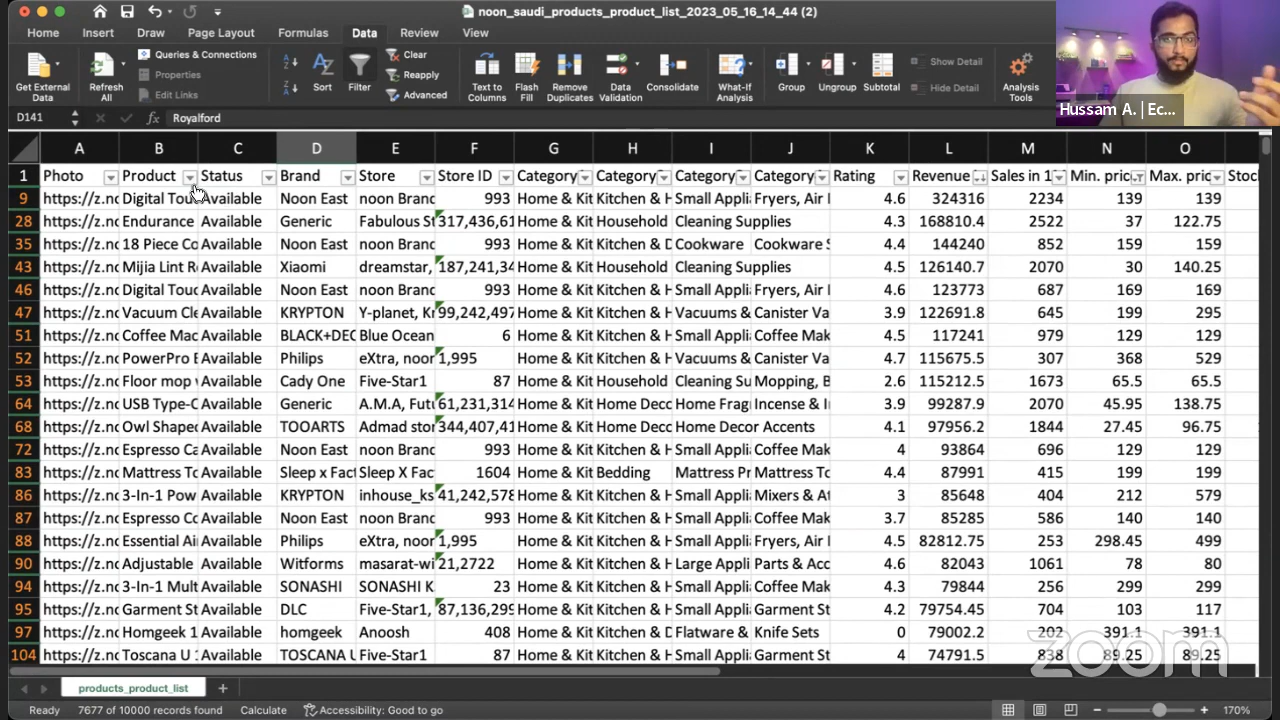 noon_saudi_products_product_list_2023_05_16_14_44 (2)
Home Insert Draw Page Layout Formulas Data Review View
Get External Data
Refresh All
Queries & Connections
Properties
Edit Links
Sort
Filter
Clear
Reapply
Advanced
Text to Columns
Flash Fill
Remove Duplicates
Data Validation
Consolidate
What-If Analysis
Group
Ungroup
Subtotal
Show Detail
Hide Detail
Analysis Tools
Hussam A. | Ec...
D141 fx Royalford
A B C D E F G H I J K L M N O
1 Photo Product Status Brand Store Store ID Category Category Category Category Rating Revenue Sales in 1 Min. pric Max. pric Stoc
9 https://z.no Digital Tou Available Noon East noon Branc 993 Home & Kit Kitchen & H Small Appli Fryers, Air I 4.6 324316 2234 139 139
28 https://z.no Endurance Available Generic Fabulous St 317,436,61 Home & Kit Household Cleaning Supplies 4.3 168810.4 2522 37 122.75
35 https://z.no 18 Piece Co Available Noon East noon Branc 993 Home & Kit Kitchen & D Cookware Cookware S 4.4 144240 852 159 159
43 https://z.no Mijia Lint R Available Xiaomi dreamstar, 187,241,34 Home & Kit Household Cleaning Supplies 4.5 126140.7 2070 30 140.25
46 https://z.no Digital Touc Available Noon East noon Branc 993 Home & Kit Kitchen & H Small Appli Fryers, Air I 4.5 123773 687 169 169
47 https://z.no Vacuum Cle Available KRYPTON Y-planet, Kr 99,242,497 Home & Kit Kitchen & H Vacuums & Canister Va 3.9 122691.8 645 199 295
51 https://z.no Coffee Mac Available BLACK+DEC Blue Ocean 6 Home & Kit Kitchen & H Small Appli Coffee Mak 4.5 117241 979 129 129
52 https://z.no PowerPro E Available Philips eXtra, noor 1,995 Home & Kit Kitchen & H Vacuums & Canister Va 4.7 115675.5 307 368 529
53 https://z.no Floor mop Available Cady One Five-Star1 87 Home & Kit Household Cleaning Su Mopping, B 2.6 115212.5 1673 65.5 65.5
64 https://z.no USB Type-C Available Generic A.M.A, Futu 61,231,314 Home & Kit Home Deco Home Frag Incense & I 3.9 99287.9 2070 45.95 138.75
68 https://z.no Owl Shaped Available TOOARTS Admad stor 344,407,41 Home & Kit Home Deco Home Decor Accents 4.1 97956.2 1844 27.45 96.75
72 https://z.no Espresso Ca Available Noon East noon Branc 993 Home & Kit Kitchen & H Small Appli Coffee Mak 4 93864 696 129 129
83 https://z.no Mattress To Available Sleep x Fact Sleep X Fac 1604 Home & Kit Bedding Mattress Pr Mattress To 4.4 87991 415 199 199
86 https://z.no 3-In-1 Pow Available KRYPTON inhouse_ks 41,242,578 Home & Kit Kitchen & H Small Appli Mixers & At 3 85648 404 212 579
87 https://z.no Espresso Co Available Noon East noon Branc 993 Home & Kit Kitchen & H Small Appli Coffee Mak 3.7 85285 586 140 140
88 https://z.no Essential Ai Available Philips eXtra, noor 1,995 Home & Kit Kitchen & H Small Appli Fryers, Air I 4.5 82812.75 253 298.45 499
90 https://z.no Adjustable Available Witforms masarat-wi 21,2722 Home & Kit Kitchen & H Large Appli Parts & Acc 4.6 82043 1061 78 80
94 https://z.no 3-In-1 Mult Available SONASHI SONASHI K 23 Home & Kit Kitchen & H Small Appli Coffee Mak 4.3 79844 256 299 299
95 https://z.no Garment St Available DLC Five-Star1, 87,136,299 Home & Kit Kitchen & H Small Appli Garment St 4.2 79754.45 704 103 117
97 https://z.no Homgeek 1 Available homgeek Anoosh 408 Home & Kit Kitchen & D Flatware & Knife Sets 0 79002.2 202 391.1 391.1
104 https://z.no Toscana U Available TOSCANA U Five-Star1 87 Home & Kit Kitchen & H Small Appli Garment St 4 74791.5 838 89.25 89.25
zoom
products_product_list +
Ready 7677 of 10000 records found Calculate Accessibility: Good to go 170%